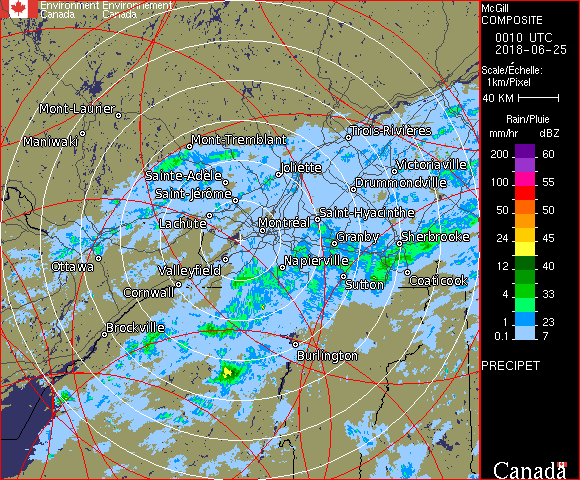 Environment Environnement
Canada Canada
McGill
COMPOSITE
0010 UTC
2018-06-25
Scale/Échelle:
1km/Pixel
40 KM
Rain/Pluie
mm/hr dBZ
200 60
100 55
50 50
24 45
12 40
4 33
1 23
0.1 7
PRECIPET
Canada
Mont-Laurier
Maniwaki
Mont-Tremblant
Trois-Rivières
Joliette
Victoriaville
Sainte-Adèle
Drummondville
Saint-Jérôme
Saint-Hyacinthe
Lachute
Montréal
Granby
Sherbrooke
Ottawa
Valleyfield
Napierville
Cornwall
Sutton
Coaticook
Brockville
Burlington